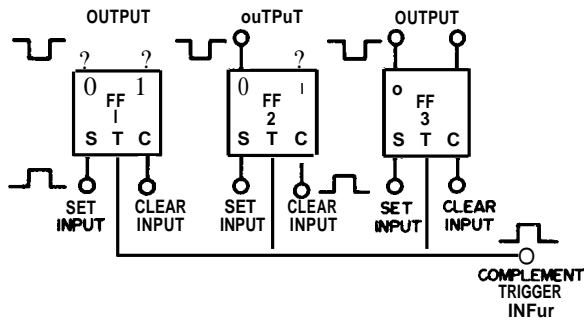 OUTPUT ouTPuT OUTPUT
? ? ?
0 1 0 I o
FF FF FF
I 2 3
S T C S T C S T C
SET CLEAR SET CLEAR SET CLEAR
INPUT INPUT INPUT INPUT INPUT INPUT
COMPLEMENT
TRIGGER
INFur